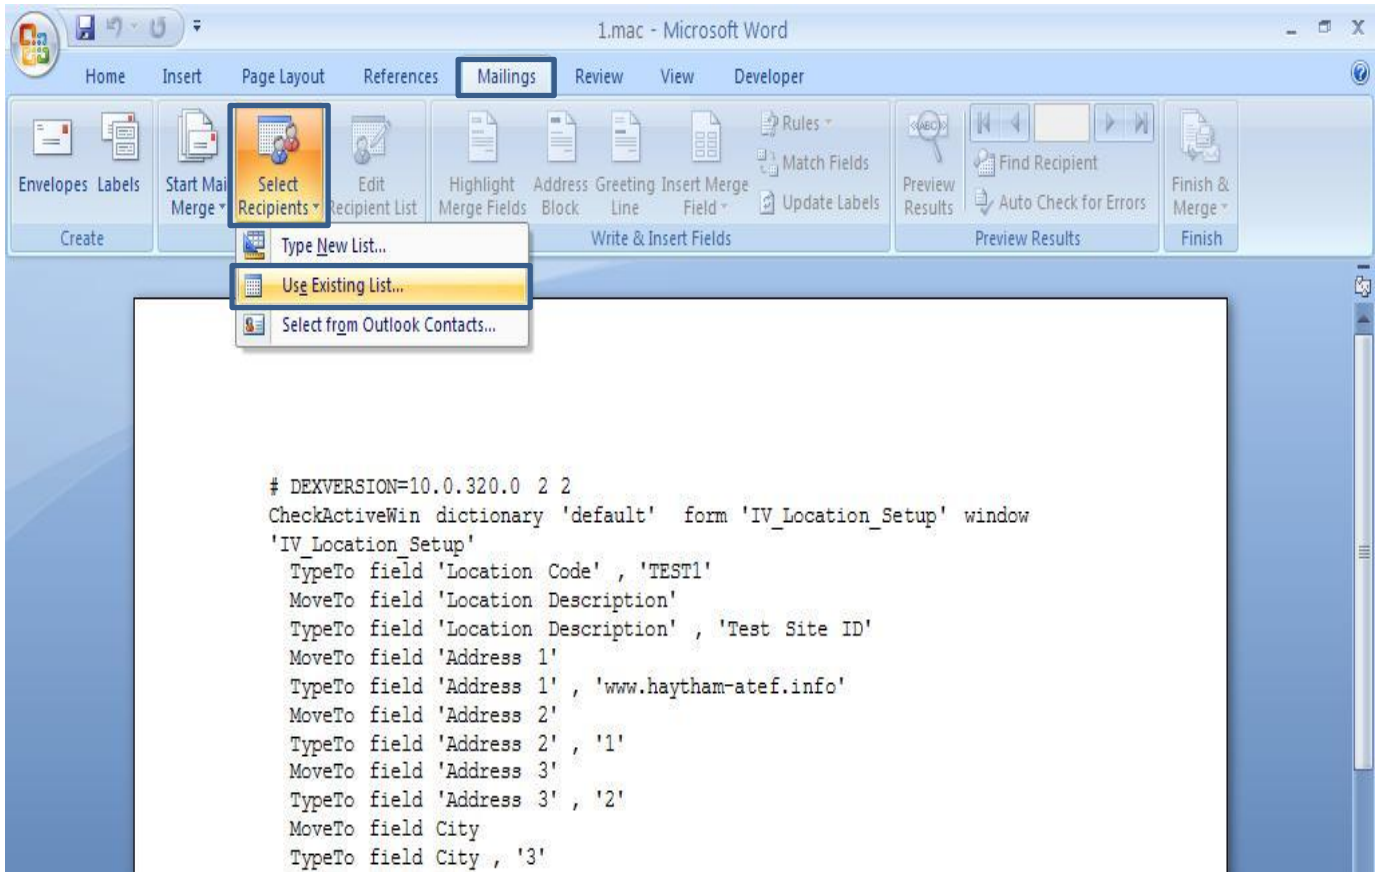 1.mac - Microsoft Word
Home Insert Page Layout References Mailings Review View Developer
Envelopes Labels Start Mai Merge Select Recipients Edit Recipient List Highlight Merge Fields Address Block Greeting Line Insert Merge Field Rules Match Fields Update Labels Preview Results Find Recipient Auto Check for Errors Finish & Merge
Create Write & Insert Fields Preview Results Finish
Type New List...
Use Existing List...
Select from Outlook Contacts...
# DEXVERSION=10.0.320.0 2 2
CheckActiveWin dictionary 'default' form 'IV_Location_Setup' window
'IV_Location_Setup'
TypeTo field 'Location Code' , 'TEST1'
MoveTo field 'Location Description'
TypeTo field 'Location Description' , 'Test Site ID'
MoveTo field 'Address 1'
TypeTo field 'Address 1' , 'www.haytham-atef.info'
MoveTo field 'Address 2'
TypeTo field 'Address 2' , '1'
MoveTo field 'Address 3'
TypeTo field 'Address 3' , '2'
MoveTo field City
TypeTo field City , '3'